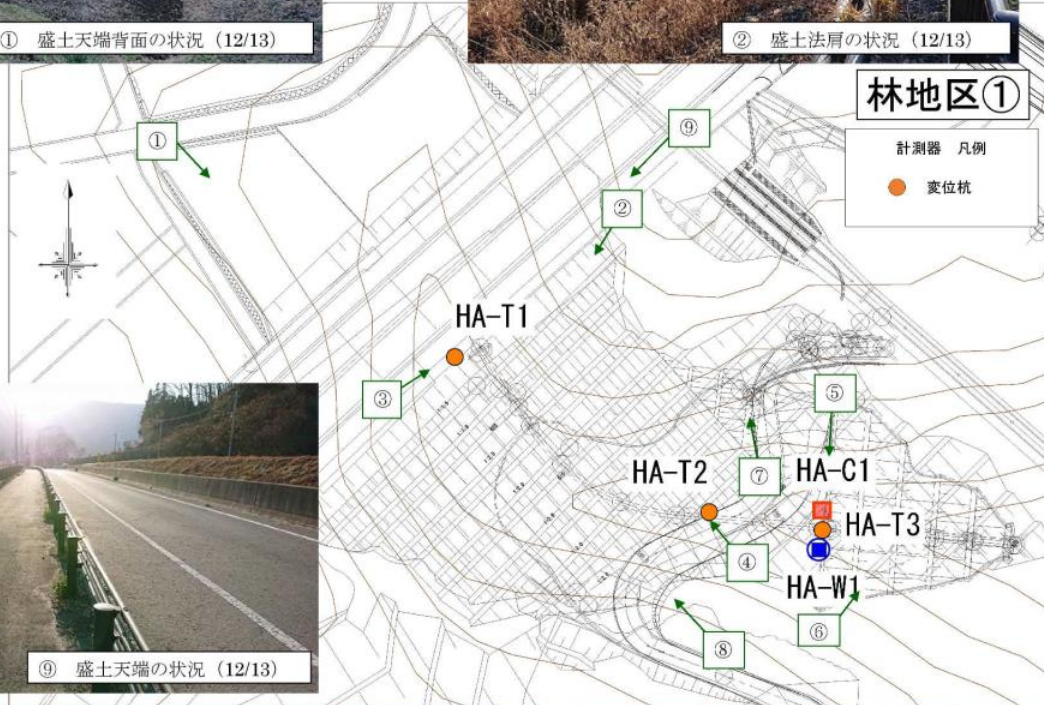 ① 盛土天端背面の状況（12/13）
② 盛土法肩の状況（12/13）
林地区①
計測器 凡例
変位杭
①
⑨
②
HA-T1
③
⑤
HA-T2
HA-C1
⑦
HA-T3
④
HA-W1
⑥
⑧
⑨ 盛土天端の状況（12/13）